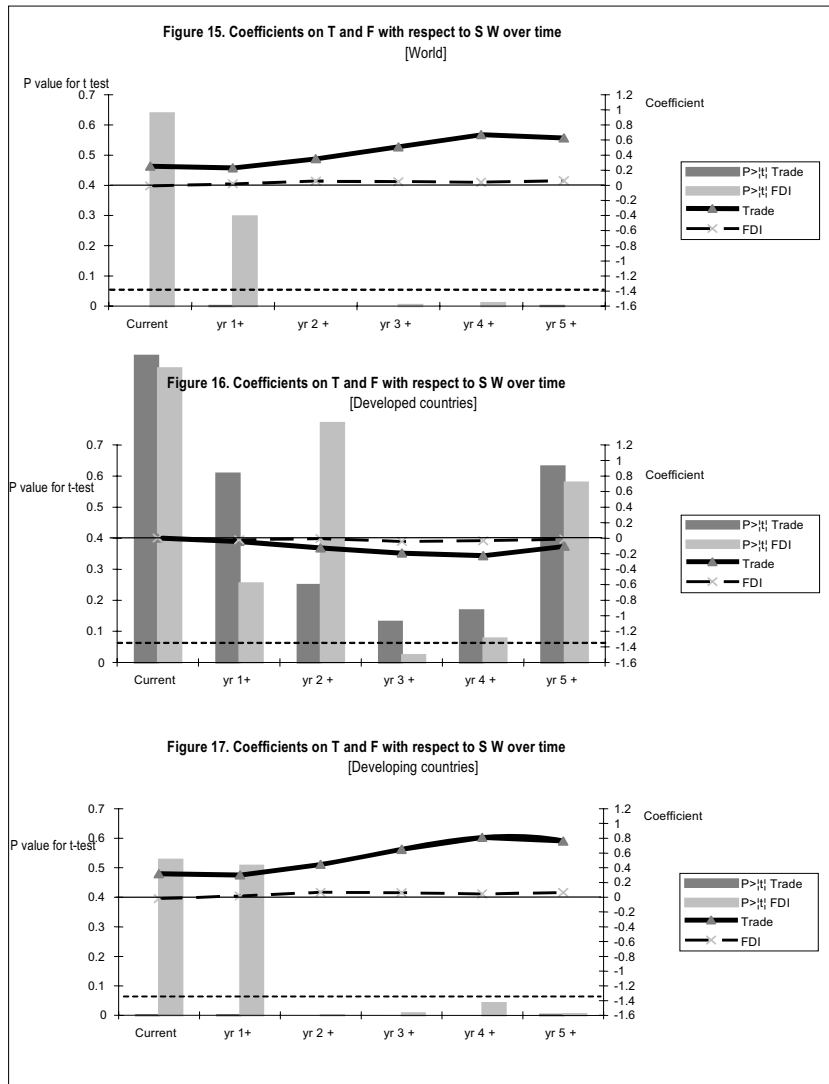 Figure 15. Coefficients on T and F with respect to S W over time
[World]
P value for t test
Coefficient
0.7
0.6
0.5
0.4
0.3
0.2
0.1
0
1.2
1
0.8
0.6
0.4
0.2
0
-0.2
-0.4
-0.6
-0.8
-1
-1.2
-1.4
-1.6
Current yr 1+ yr 2 + yr 3 + yr 4 + yr 5 +
P>¦t¦ Trade
P>¦t¦ FDI
Trade
FDI
Figure 16. Coefficients on T and F with respect to S W over time
[Developed countries]
P value for t-test
Coefficient
0.7
0.6
0.5
0.4
0.3
0.2
0.1
0
1.2
1
0.8
0.6
0.4
0.2
0
-0.2
-0.4
-0.6
-0.8
-1
-1.2
-1.4
-1.6
Current yr 1+ yr 2 + yr 3 + yr 4 + yr 5 +
P>¦t¦ Trade
P>¦t¦ FDI
Trade
FDI
Figure 17. Coefficients on T and F with respect to S W over time
[Developing countries]
P value for t-test
Coefficient
0.7
0.6
0.5
0.4
0.3
0.2
0.1
0
1.2
1
0.8
0.6
0.4
0.2
0
-0.2
-0.4
-0.6
-0.8
-1
-1.2
-1.4
-1.6
Current yr 1+ yr 2 + yr 3 + yr 4 + yr 5 +
P>¦t¦ Trade
P>¦t¦ FDI
Trade
FDI